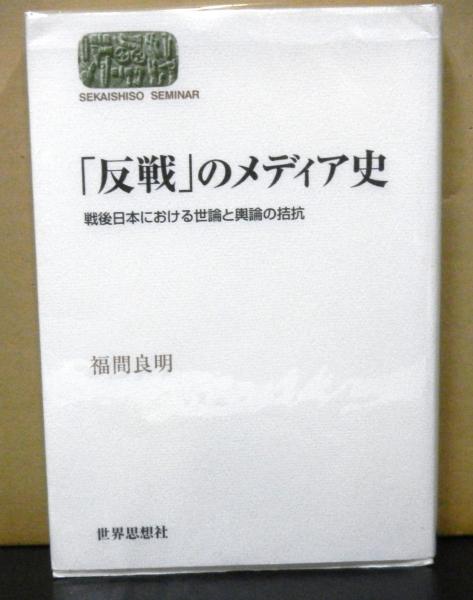 SEKAISHISO SEMINAR
「反戦」のメディア史
戦後日本における世論と輿論の拮抗
福間良明
世界思想社